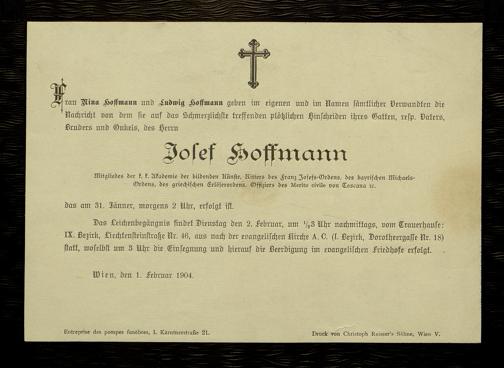 Frau Nina Hoffmann und Ludwig Hoffmann geben im eigenen und im Namen sämtlicher Verwandten die
Nachricht von dem sie auf das Schmerzlichste treffenden plötzlichen Hinscheiden ihres Gatten, resp. Vaters,
Bruders und Onkels, des Herrn
Josef Hoffmann
Mitgliedes der k. k. Akademie der bildenden Künste, Ritters des Franz Josefs-Ordens, des bayrischen Michaels-
Ordens, des griechischen Erlöserordens, Offiziers des Merito civile von Toscana ꝛc.
das am 31. Jänner, morgens 2 Uhr, erfolgt ist.
Das Leichenbegängnis findet Dienstag den 2. Februar, um ½3 Uhr nachmittags, vom Trauerhause:
IX. Bezirk, Liechtensteinstraße Nr. 46, aus nach der evangelischen Kirche A. C. (I. Bezirk, Dorotheergasse Nr. 18)
statt, woselbst um 3 Uhr die Einsegnung und hierauf die Beerdigung im evangelischen Friedhofe erfolgt.
Wien, den 1. Februar 1904.
Entreprise des pompes funèbres, I. Kärntnerstraße 21.
Druck von Christoph Reisser's Söhne, Wien V.